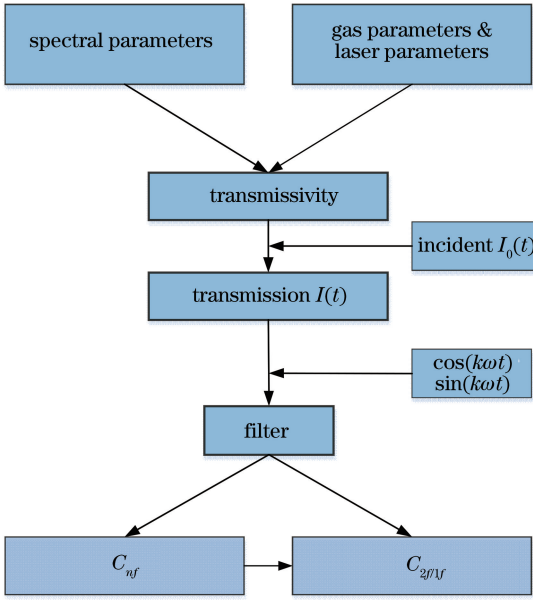 spectral parameters
gas parameters &
laser parameters
transmissivity
incident I₀(t)
transmission I(t)
cos(kωt)
sin(kωt)
filter
Cₙf
C2f/1f